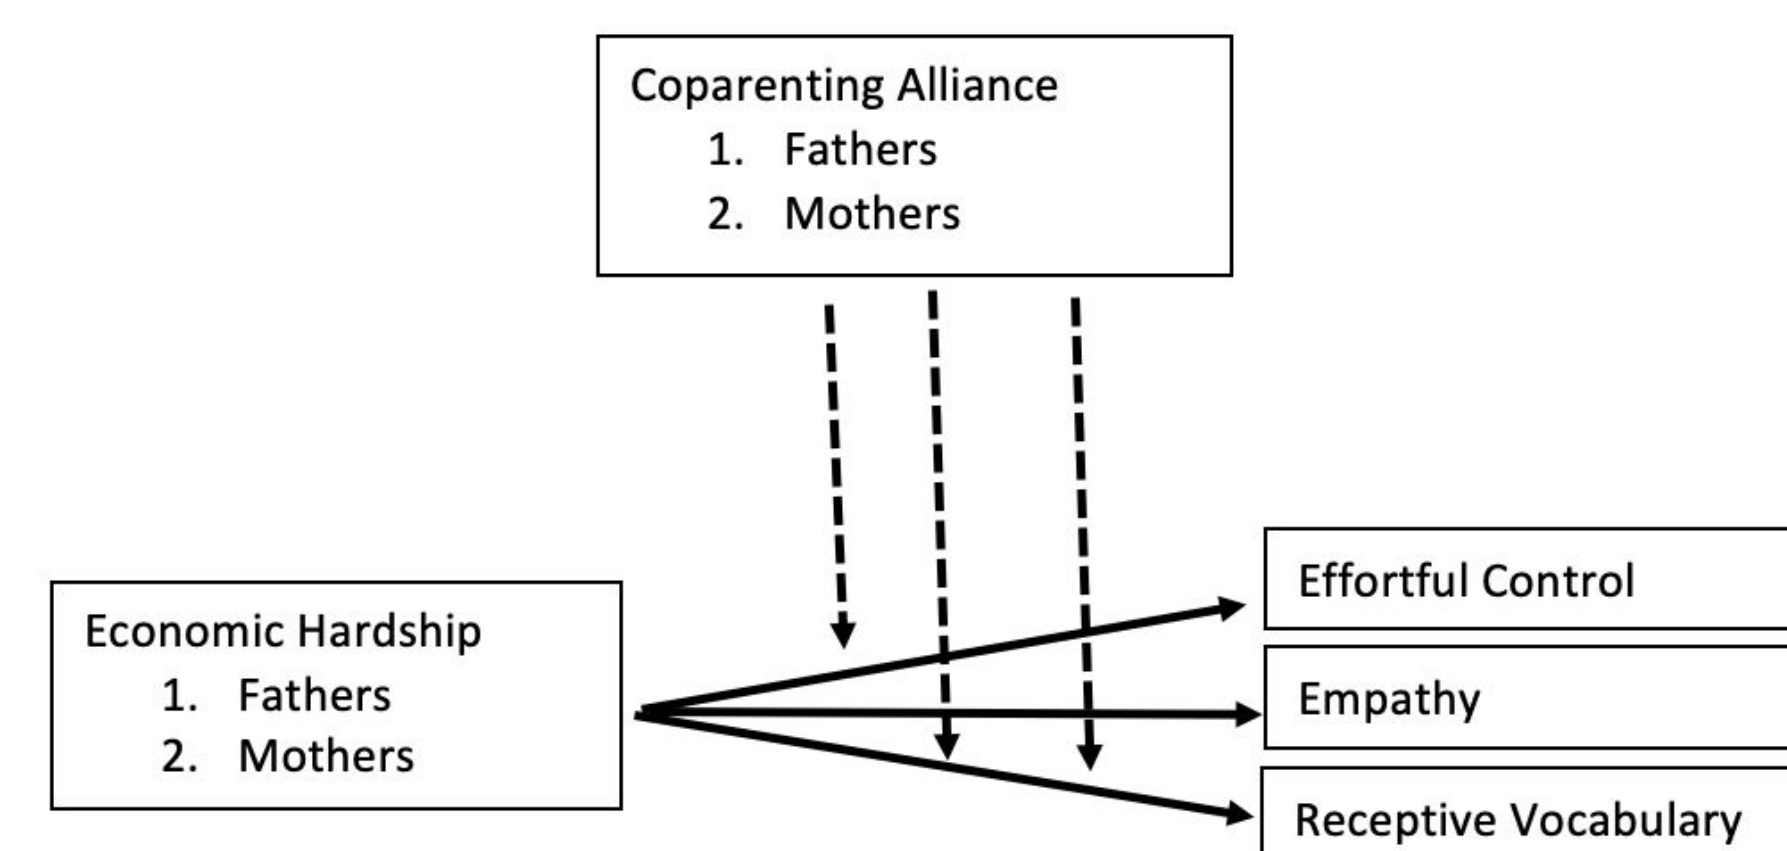 Coparenting Alliance
1. Fathers
2. Mothers
Economic Hardship
1. Fathers
2. Mothers
Effortful Control
Empathy
Receptive Vocabulary